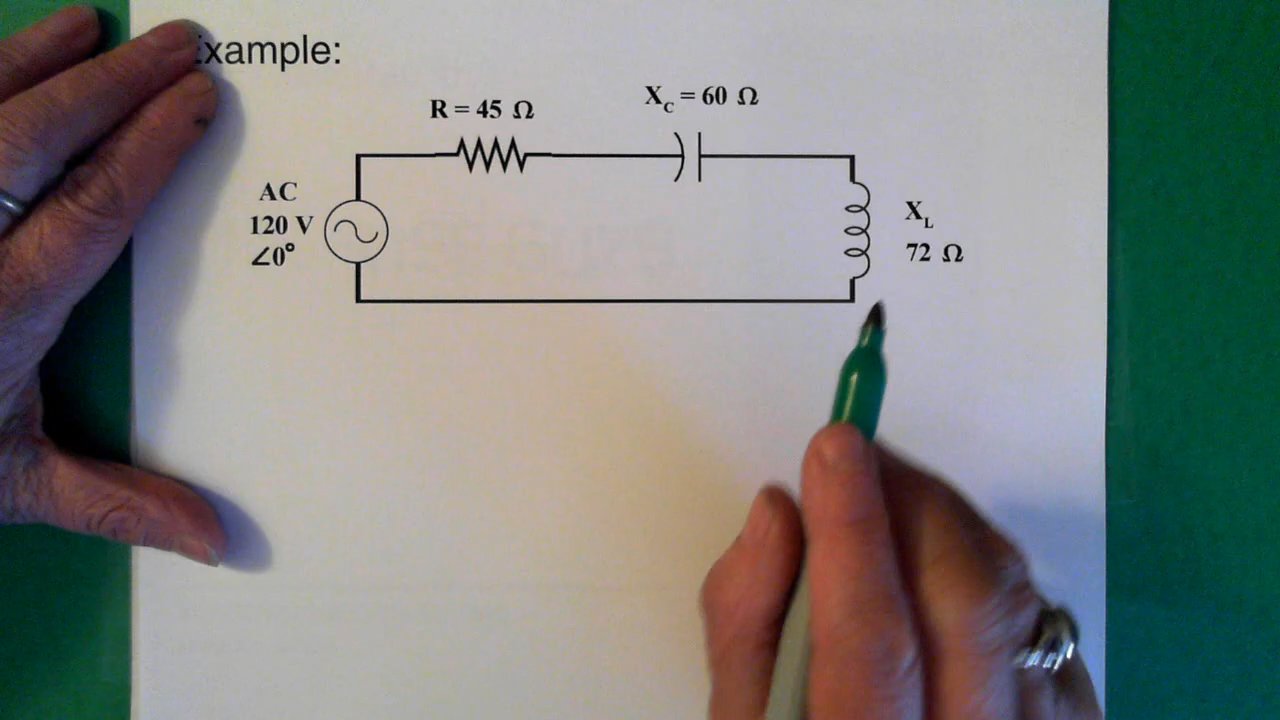 xample:
R = 45 Ω
X_C = 60 Ω
AC
120 V
∠0°
X_L
72 Ω